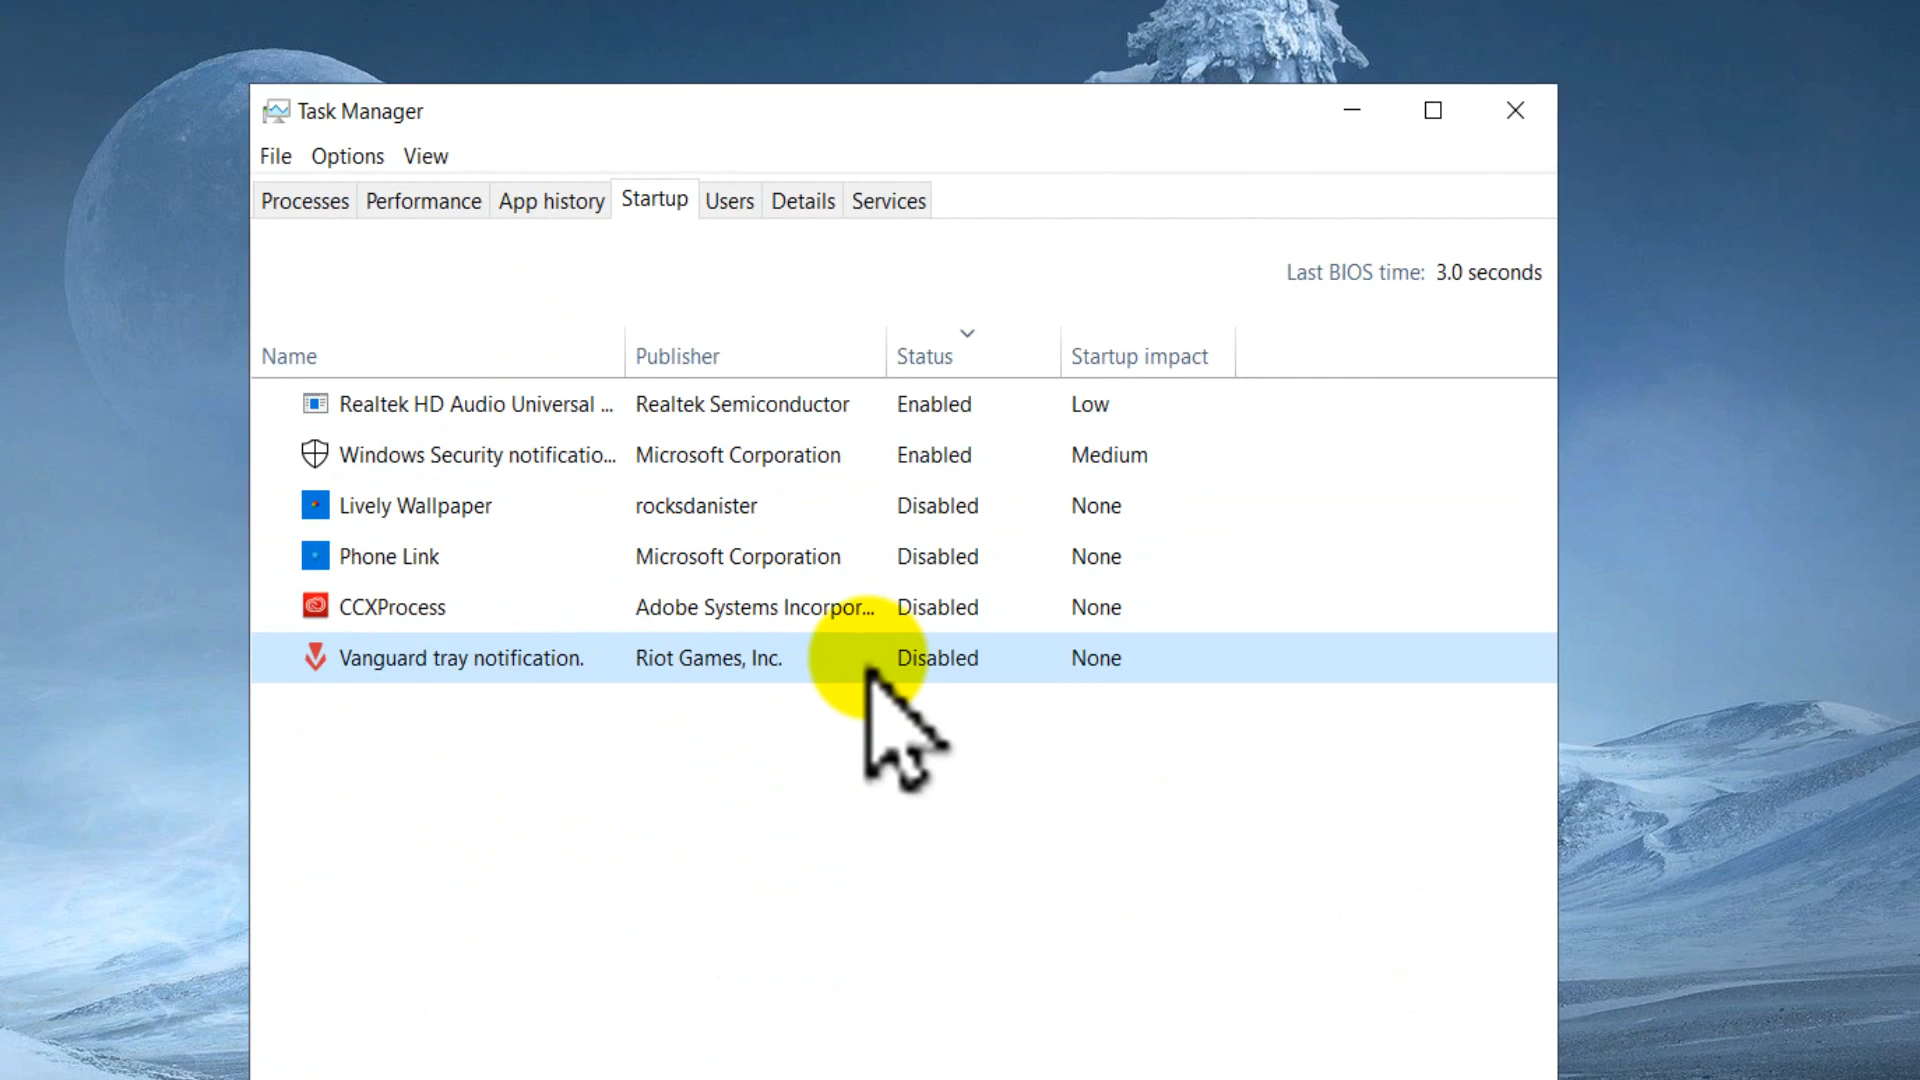 Task Manager
File Options View
Processes Performance App history Startup Users Details Services
Last BIOS time: 3.0 seconds
Name Publisher Status Startup impact
Realtek HD Audio Universal ... Realtek Semiconductor Enabled Low
Windows Security notificatio... Microsoft Corporation Enabled Medium
Lively Wallpaper rocksdanister Disabled None
Phone Link Microsoft Corporation Disabled None
CCXProcess Adobe Systems Incorpor... Disabled None
Vanguard tray notification. Riot Games, Inc. Disabled None